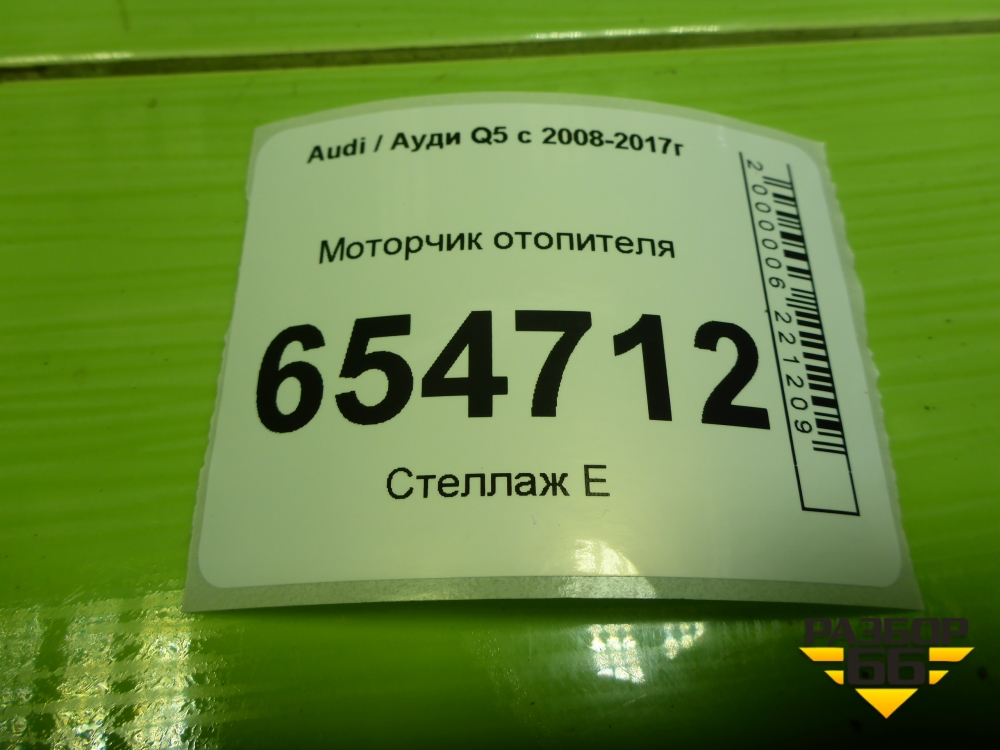 Audi / Ауди Q5 с 2008-2017г
Моторчик отопителя
654712
Стеллаж Е
2000006221209
РАЗБОР
66